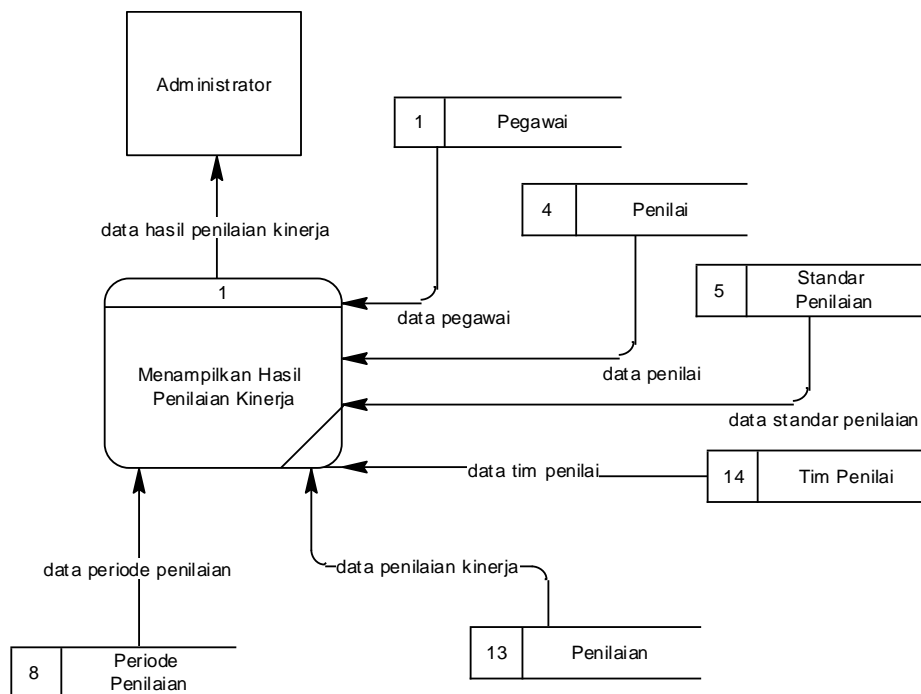 Administrator
1
Pegawai
4
Penilai
data hasil penilaian kinerja
5
Standar
Penilaian
1
data pegawai
Menampilkan Hasil
Penilaian Kinerja
data penilai
data standar penilaian
data tim penilai
14
Tim Penilai
data periode penilaian
data penilaian kinerja
13
Penilaian
8
Periode
Penilaian